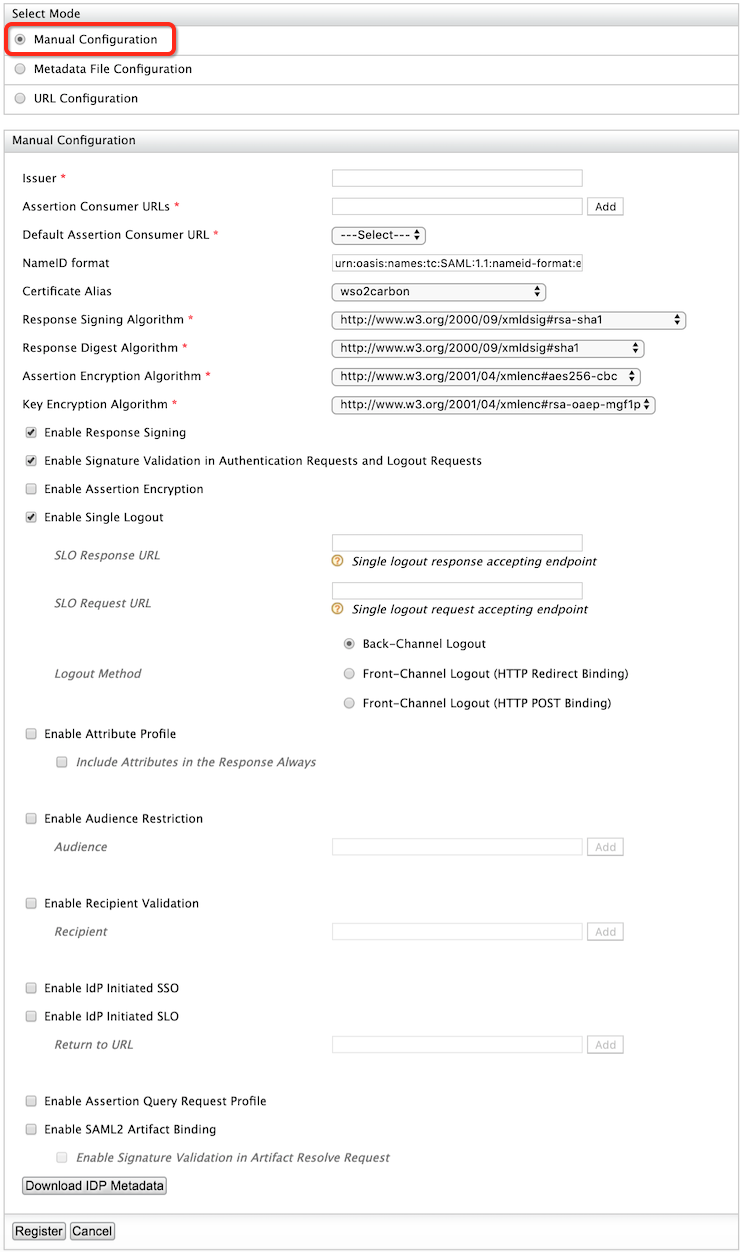 Select Mode
Manual Configuration
Metadata File Configuration
URL Configuration
Manual Configuration
Issuer *
Assertion Consumer URLs * Add
Default Assertion Consumer URL * ---Select---
NameID format urn:oasis:names:tc:SAML:1.1:nameid-format:e
Certificate Alias wso2carbon
Response Signing Algorithm * http://www.w3.org/2000/09/xmldsig#rsa-sha1
Response Digest Algorithm * http://www.w3.org/2000/09/xmldsig#sha1
Assertion Encryption Algorithm * http://www.w3.org/2001/04/xmlenc#aes256-cbc
Key Encryption Algorithm * http://www.w3.org/2001/04/xmlenc#rsa-oaep-mgf1p
Enable Response Signing
Enable Signature Validation in Authentication Requests and Logout Requests
Enable Assertion Encryption
Enable Single Logout
SLO Response URL
? Single logout response accepting endpoint
SLO Request URL
? Single logout request accepting endpoint
Back-Channel Logout
Logout Method Front-Channel Logout (HTTP Redirect Binding)
Front-Channel Logout (HTTP POST Binding)
Enable Attribute Profile
Include Attributes in the Response Always
Enable Audience Restriction
Audience Add
Enable Recipient Validation
Recipient Add
Enable IdP Initiated SSO
Enable IdP Initiated SLO
Return to URL Add
Enable Assertion Query Request Profile
Enable SAML2 Artifact Binding
Enable Signature Validation in Artifact Resolve Request
Download IDP Metadata
Register Cancel